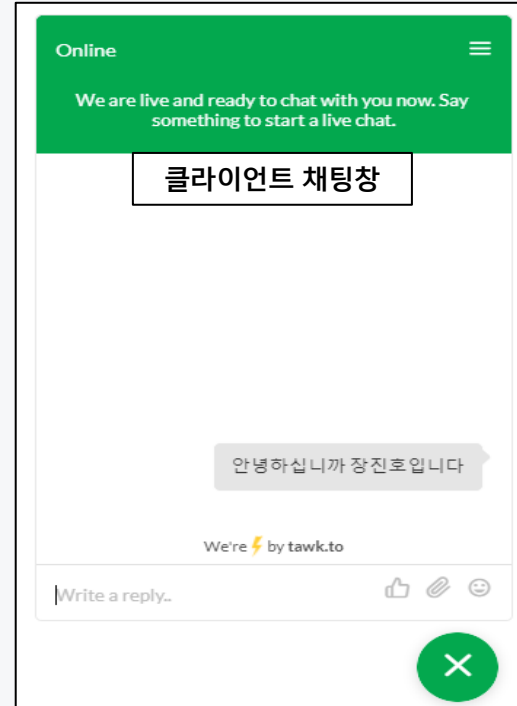 Online
We are live and ready to chat with you now. Say
something to start a live chat.
클라이언트 채팅창
안녕하십니까 장진호입니다
We're⚡by tawk.to
Write a reply..